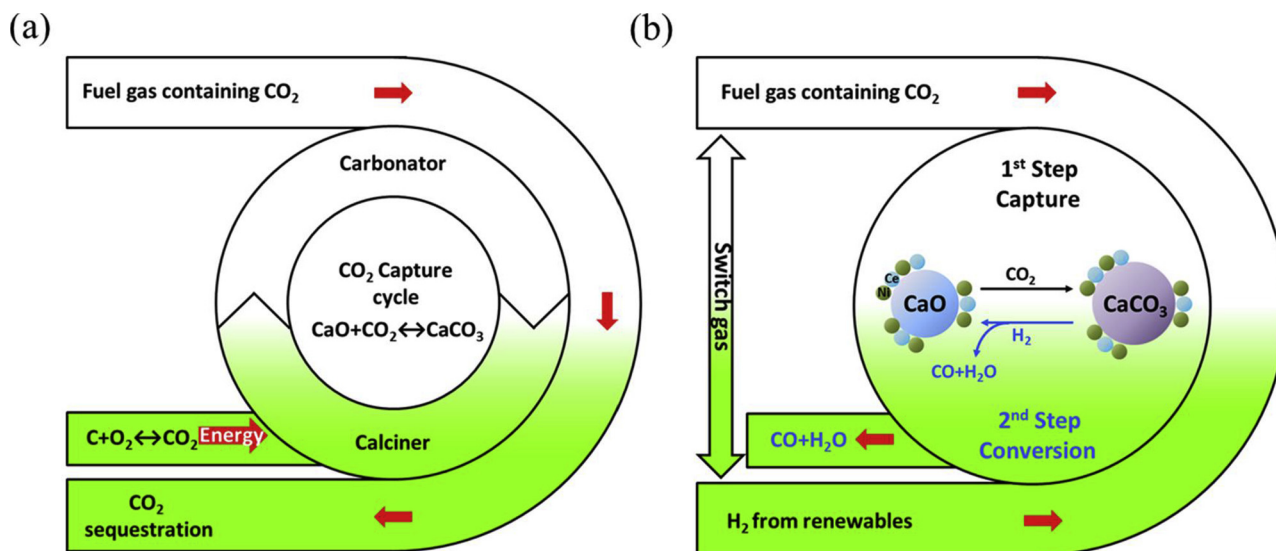 (a)
Fuel gas containing CO₂
Carbonator
CO₂ Capture
cycle
CaO+CO₂↔CaCO₃
C+O₂↔CO₂
Energy
Calciner
CO₂
sequestration
(b)
Fuel gas containing CO₂
1st Step
Capture
Switch gas
Ce
Ni
CaO
CO₂
CaCO₃
H₂
CO+H₂O
2nd Step
Conversion
CO+H₂O
H₂ from renewables